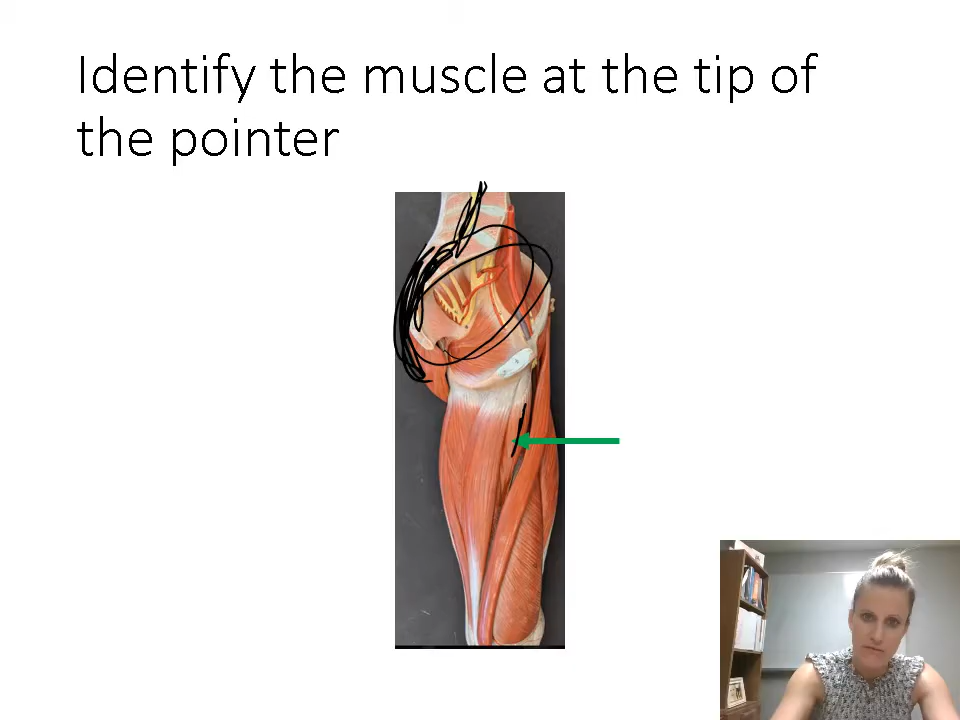 Identify the muscle at the tip of
the pointer